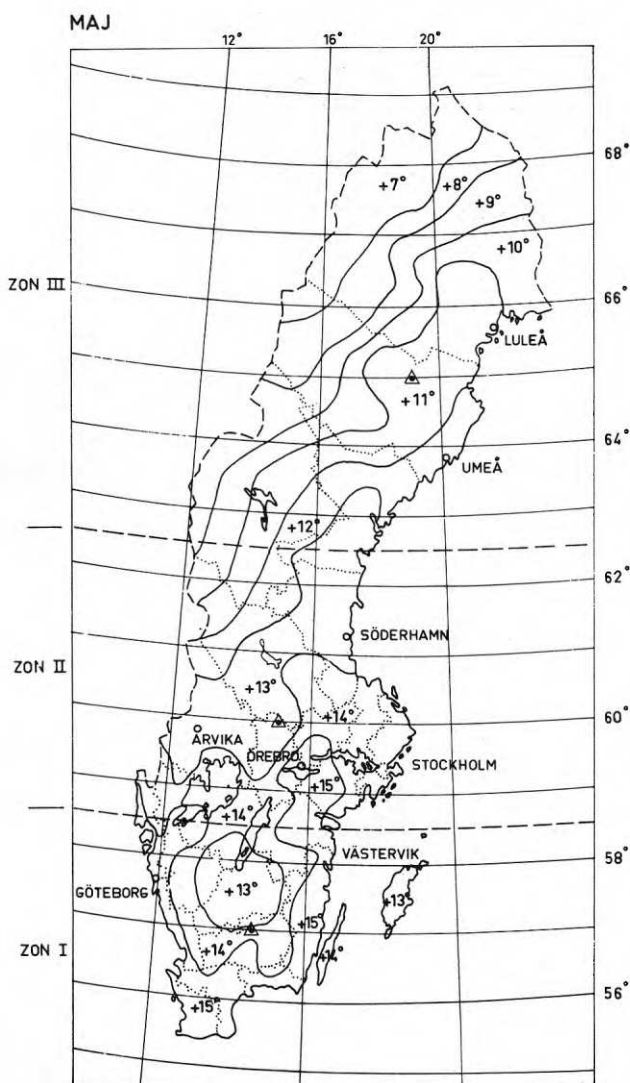 MAJ
12° 20°
68°
+7° +8°
+9°
+10°
ZON III
66°
LULEÅ
+11°
64°
UMEÅ
+12°
62°
SÖDERHAMN
ZON II
+13°
+14°
60°
ÅRVIKA
ÖREBRO
STOCKHOLM
+15°
+14°
VÄSTERVIK
58°
GÖTEBORG
+13°
+13°
+15°
ZON I
+14°
+14°
56°
+15°